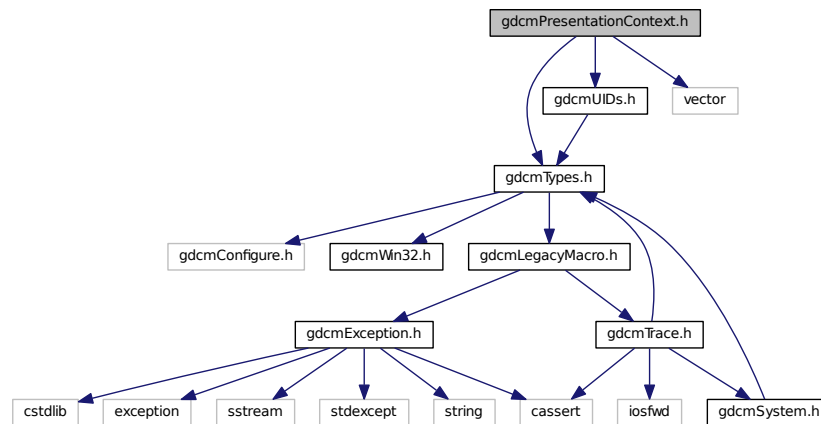 gdcmPresentationContext.h
gdcmUIDs.h
vector
gdcmTypes.h
gdcmConfigure.h
gdcmWin32.h
gdcmLegacyMacro.h
gdcmException.h
gdcmTrace.h
cstdlib
exception
sstream
stdexcept
string
cassert
iosfwd
gdcmSystem.h